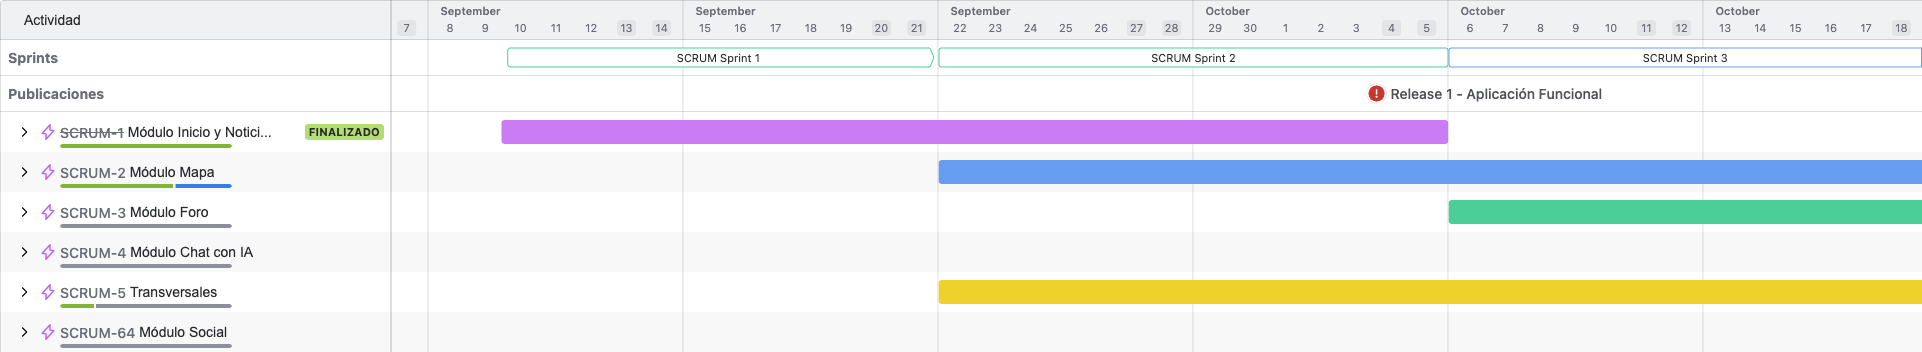 Actividad
September September September October October October
7 8 9 10 11 12 13 14 15 16 17 18 19 20 21 22 23 24 25 26 27 28 29 30 1 2 3 4 5 6 7 8 9 10 11 12 13 14 15 16 17 18
Sprints SCRUM Sprint 1 SCRUM Sprint 2 SCRUM Sprint 3
Publicaciones Release 1 - Aplicación Funcional
SCRUM-1 Módulo Inicio y Notici... FINALIZADO
SCRUM-2 Módulo Mapa
SCRUM-3 Módulo Foro
SCRUM-4 Módulo Chat con IA
SCRUM-5 Transversales
SCRUM-64 Módulo Social